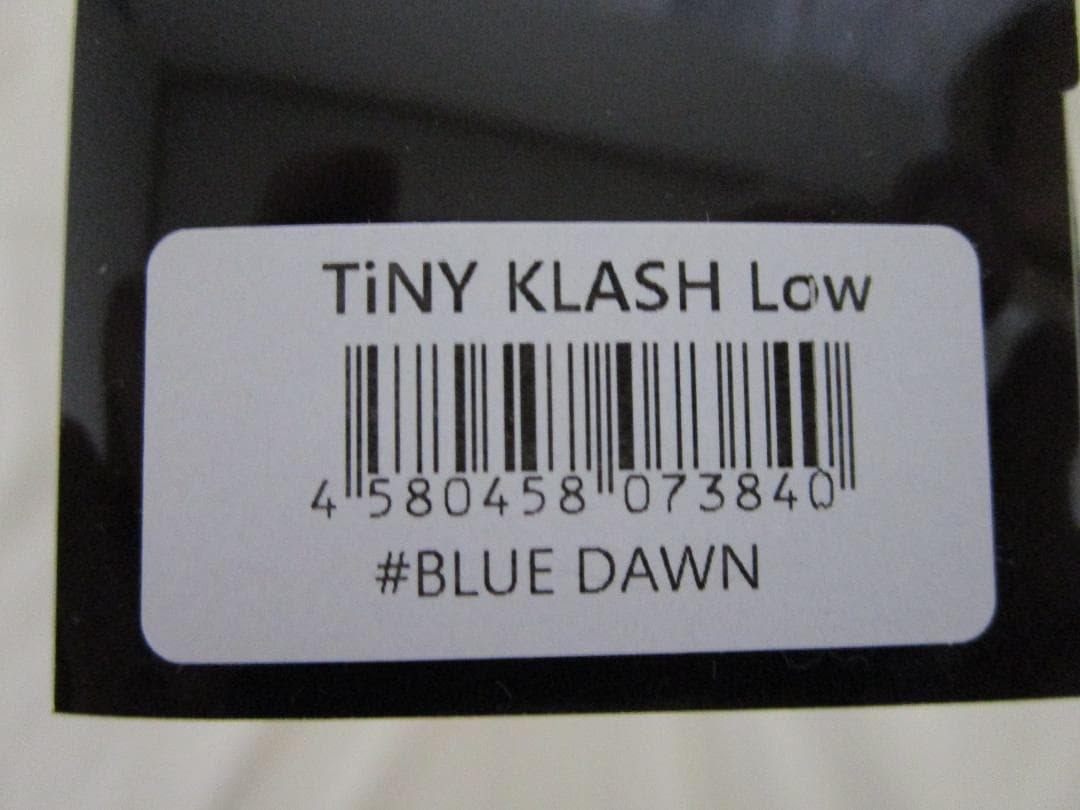 TiNY KLASH Low
4 580458 073840
#BLUE DAWN